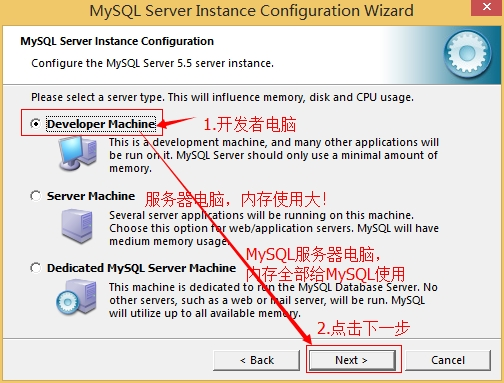 MySQL Server Instance Configuration Wizard
MySQL Server Instance Configuration
Configure the MySQL Server 5.5 server instance.
Please select a server type. This will influence memory, disk and CPU usage.
Developer Machine
1.开发者电脑
This is a development machine, and many other applications will
be run on it. MySQL Server should only use a minimal amount of
memory.
Server Machine
服务器电脑，内存使用大！
Several server applications will be running on this machine.
Choose this option for web/application servers. MySQL will have
medium memory usage.
MySQL服务器电脑，
内存全部给MySQL使用
Dedicated MySQL Server Machine
This machine is dedicated to run the MySQL Database Server. No
other servers, such as a web or mail server, will be run. MySQL
will utilize up to all available memory.
2.点击下一步
< Back
Next >
Cancel